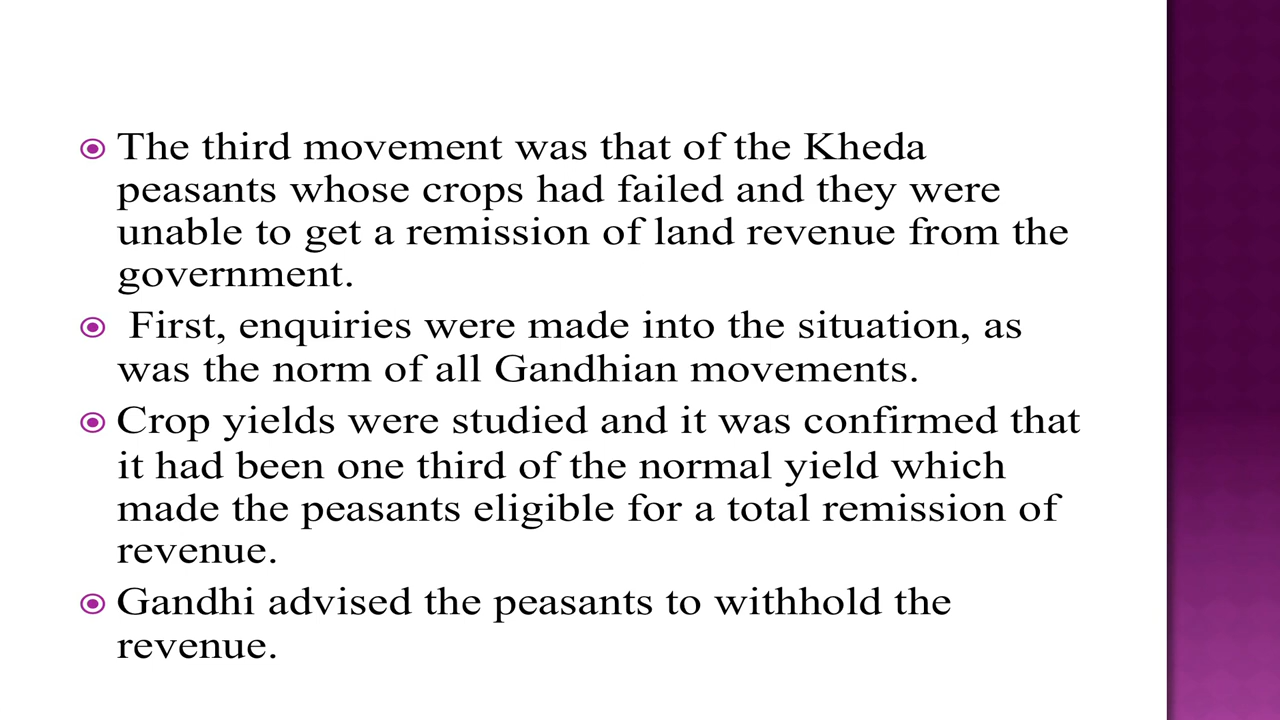 The third movement was that of the Kheda
peasants whose crops had failed and they were
unable to get a remission of land revenue from the
government.
First, enquiries were made into the situation, as
was the norm of all Gandhian movements.
Crop yields were studied and it was confirmed that
it had been one third of the normal yield which
made the peasants eligible for a total remission of
revenue.
Gandhi advised the peasants to withhold the
revenue.